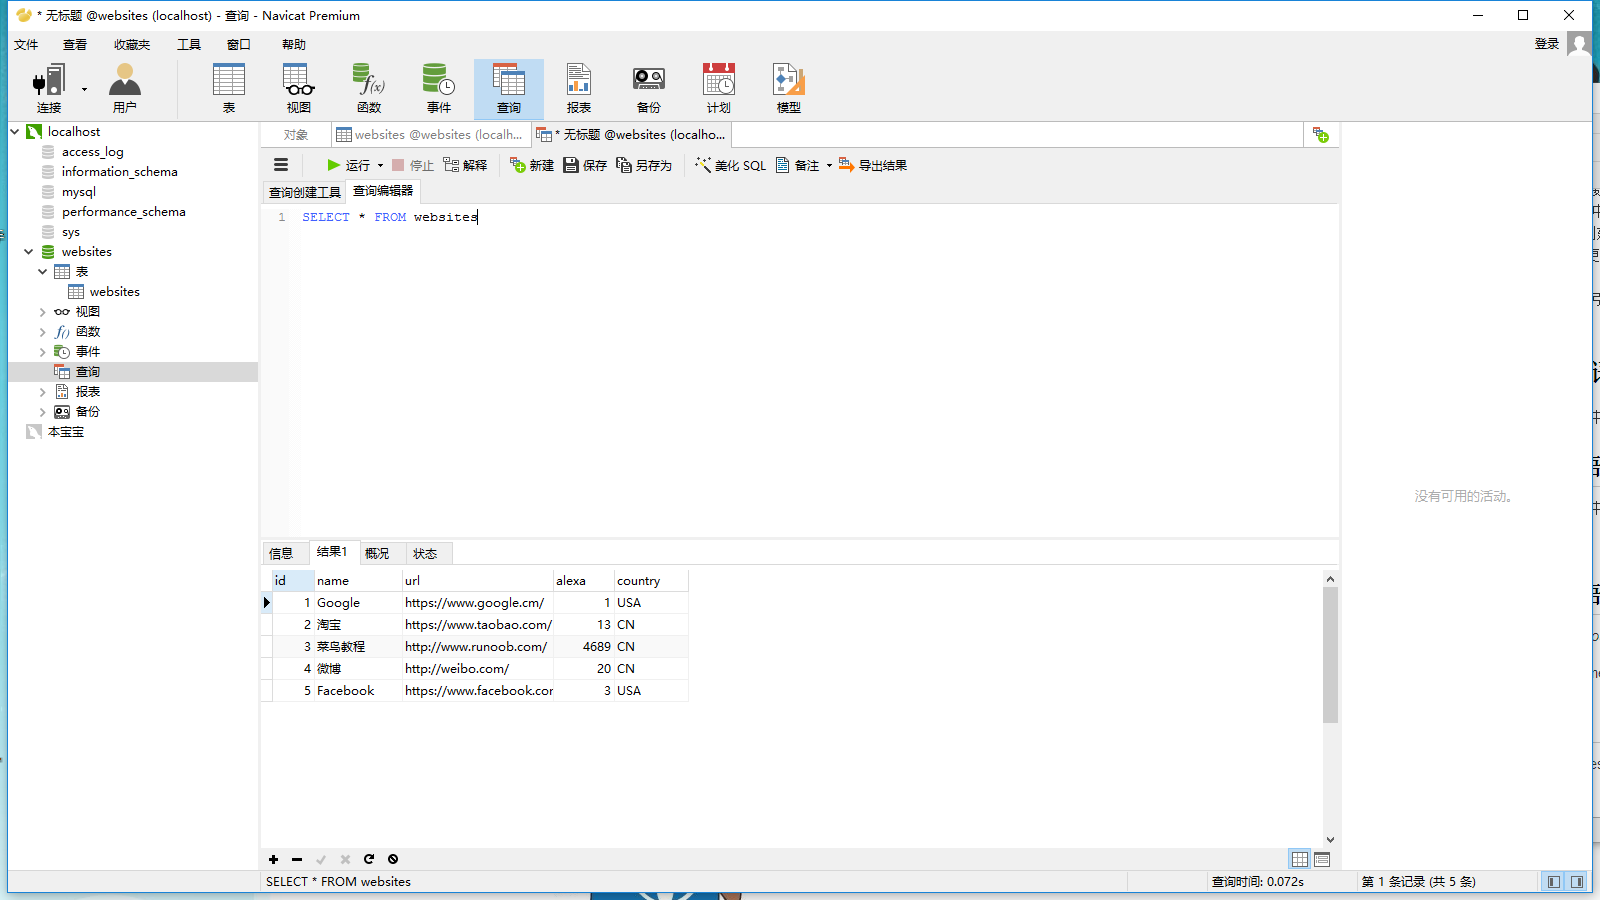 * 无标题 @websites (localhost) - 查询 - Navicat Premium
文件 查看 收藏夹 工具 窗口 帮助 登录
连接 用户 表 视图 函数 事件 查询 报表 备份 计划 模型
localhost
access_log
information_schema
mysql
performance_schema
sys
websites
表
websites
视图
函数
事件
查询
报表
备份
本宝宝
对象 websites @websites (localh... * 无标题 @websites (localho...
运行 停止 解释 新建 保存 另存为 美化 SQL 备注 导出结果
查询创建工具 查询编辑器
1 SELECT * FROM websites
没有可用的活动。
信息 结果1 概况 状态
id name url alexa country
1 Google https://www.google.cm/ 1 USA
2 淘宝 https://www.taobao.com/ 13 CN
3 菜鸟教程 http://www.runoob.com/ 4689 CN
4 微博 http://weibo.com/ 20 CN
5 Facebook https://www.facebook.cor 3 USA
SELECT * FROM websites 查询时间: 0.072s 第 1 条记录 (共 5 条)